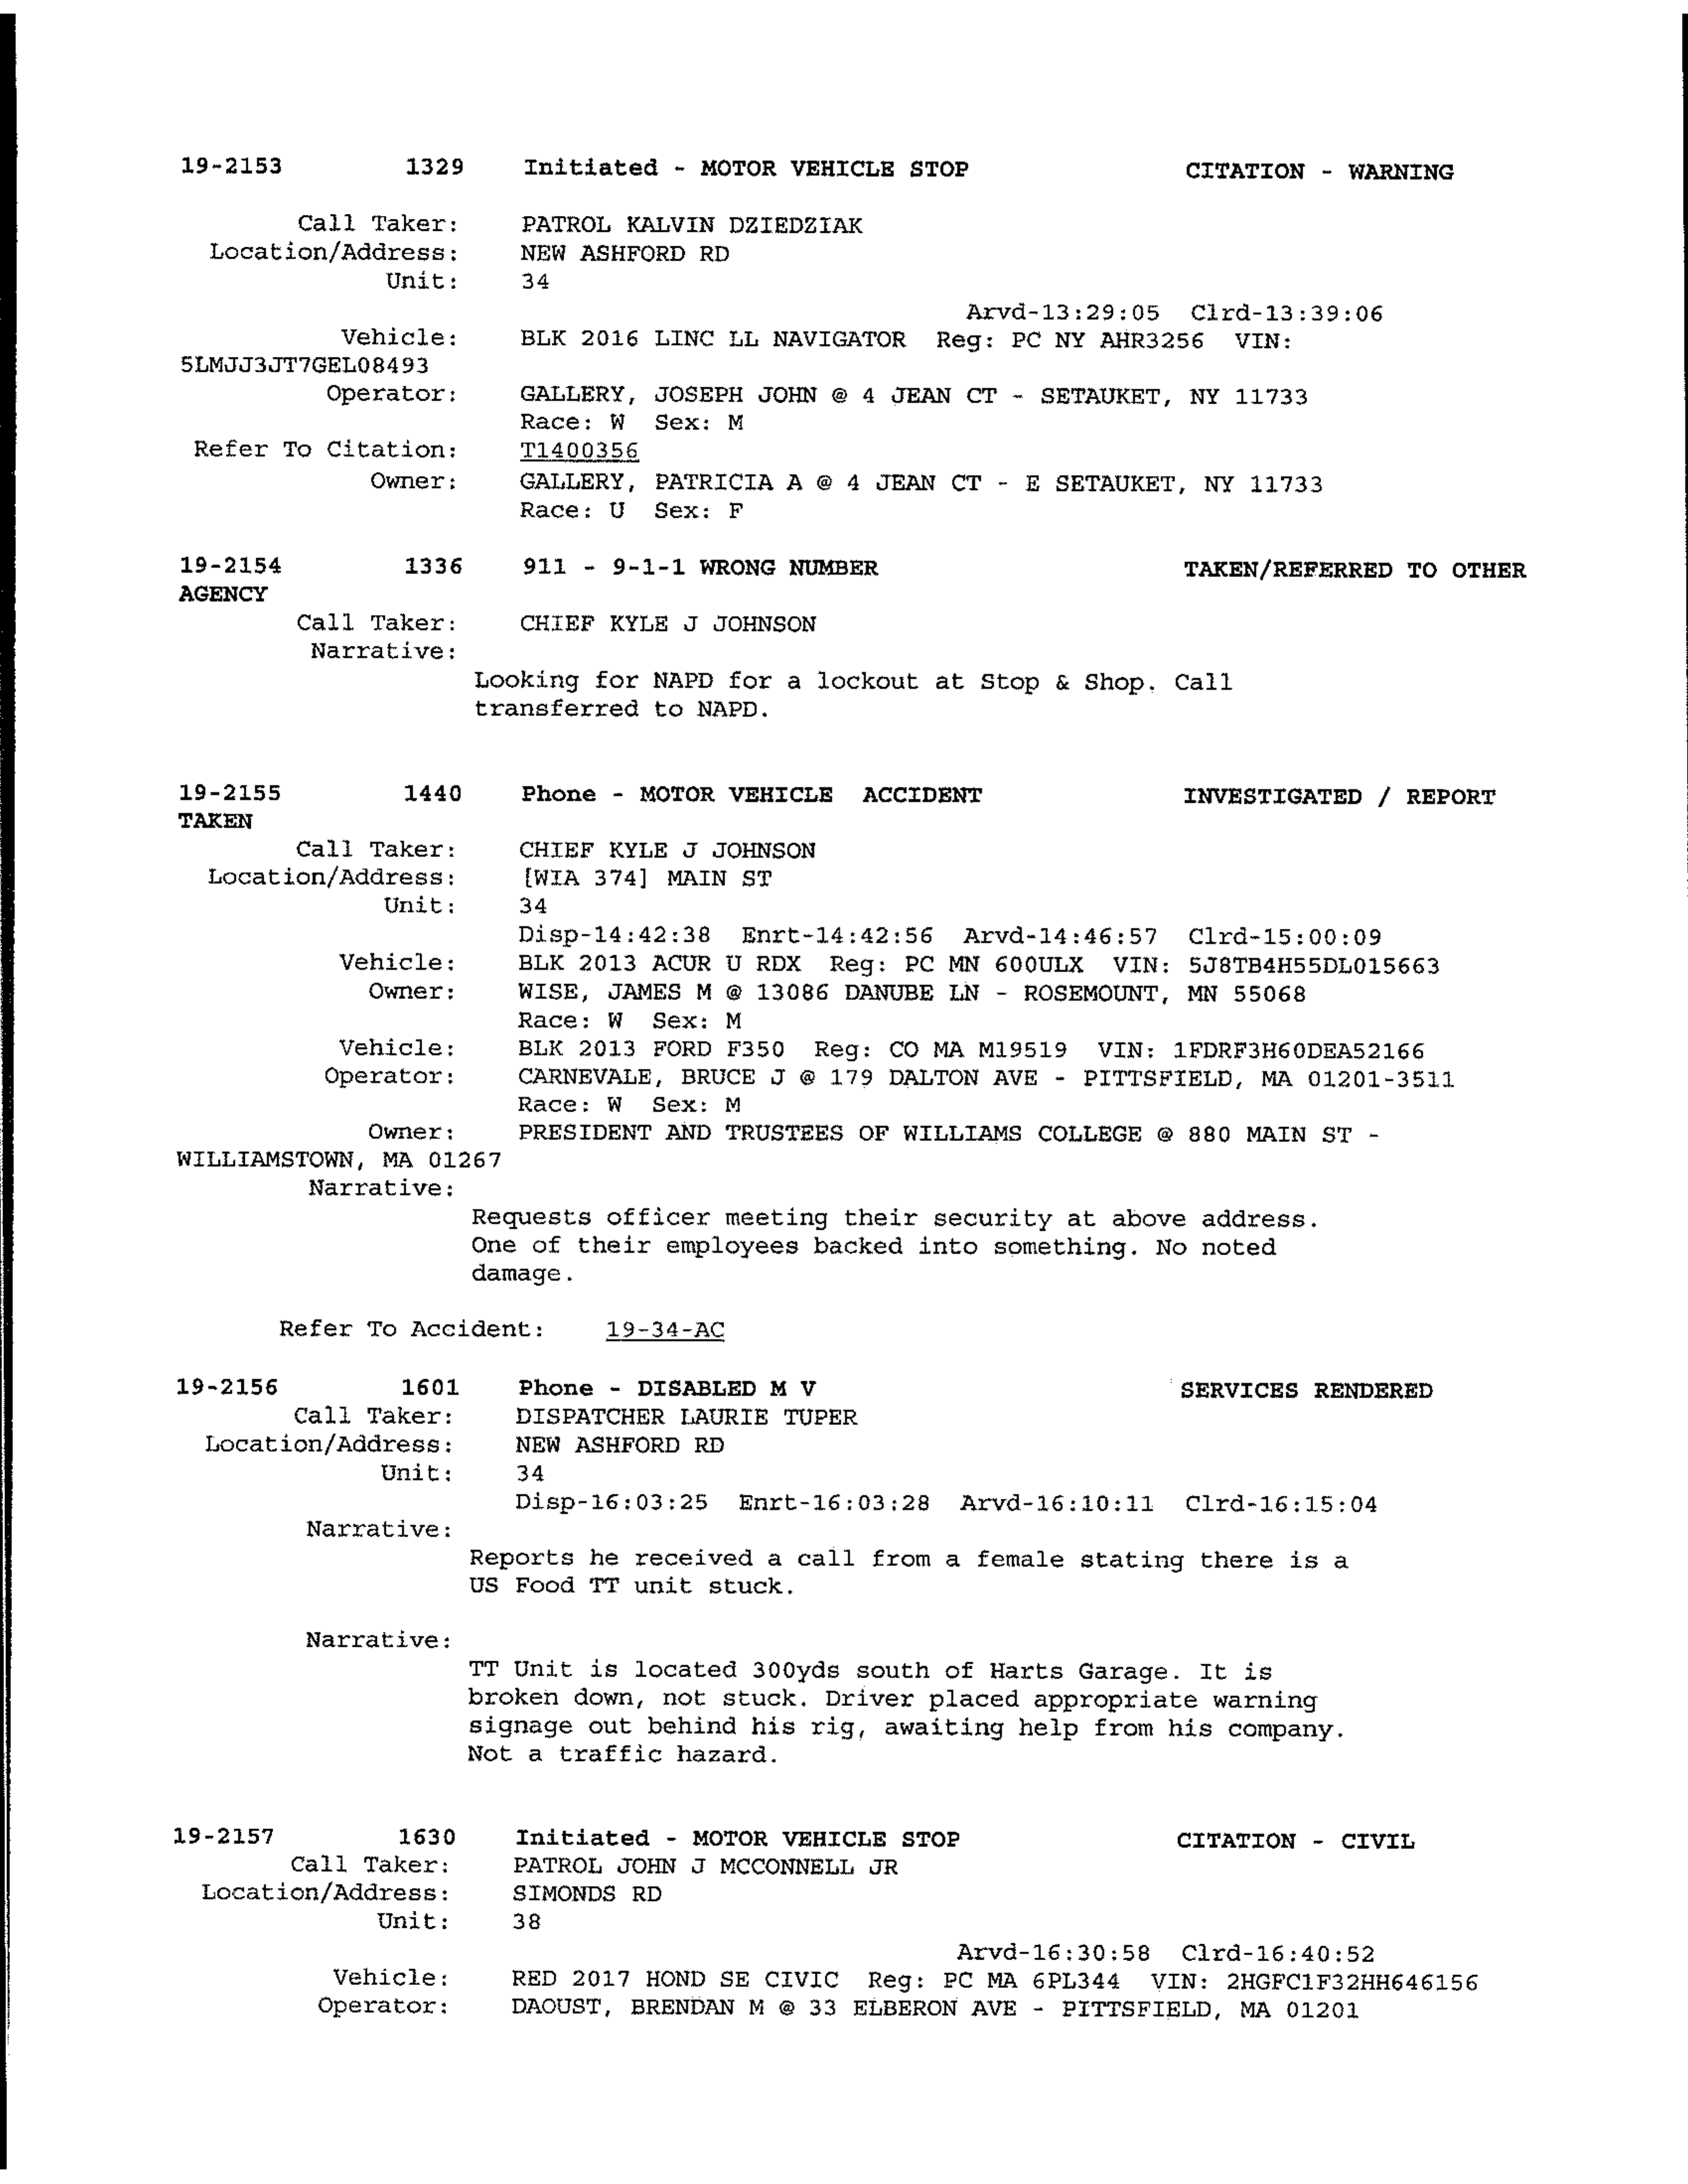 19-2153 1329 Initiated - MOTOR VEHICLE STOP CITATION - WARNING
Call Taker: PATROL KALVIN DZIEDZIAK
Location/Address: NEW ASHFORD RD
Unit: 34
Arvd-13:29:05 Clrd-13:39:06
Vehicle: BLK 2016 LINC LL NAVIGATOR Reg: PC NY AHR3256 VIN:
5LMJJ3JT7GEL08493
Operator: GALLERY, JOSEPH JOHN @ 4 JEAN CT - SETAUKET, NY 11733
Race: W Sex: M
Refer To Citation: T1400356
Owner: GALLERY, PATRICIA A @ 4 JEAN CT - E SETAUKET, NY 11733
Race: U Sex: F
19-2154 1336 911 - 9-1-1 WRONG NUMBER TAKEN/REFERRED TO OTHER
AGENCY
Call Taker: CHIEF KYLE J JOHNSON
Narrative:
Looking for NAPD for a lockout at Stop & Shop. Call
transferred to NAPD.
19-2155 1440 Phone - MOTOR VEHICLE ACCIDENT INVESTIGATED / REPORT
TAKEN
Call Taker: CHIEF KYLE J JOHNSON
Location/Address: [WIA 374] MAIN ST
Unit: 34
Disp-14:42:38 Enrt-14:42:56 Arvd-14:46:57 Clrd-15:00:09
Vehicle: BLK 2013 ACUR U RDX Reg: PC MN 600ULX VIN: 5J8TB4H55DL015663
Owner: WISE, JAMES M @ 13086 DANUBE LN - ROSEMOUNT, MN 55068
Race: W Sex: M
Vehicle: BLK 2013 FORD F350 Reg: CO MA M19519 VIN: 1FDRF3H60DEA52166
Operator: CARNEVALE, BRUCE J @ 179 DALTON AVE - PITTSFIELD, MA 01201-3511
Race: W Sex: M
Owner: PRESIDENT AND TRUSTEES OF WILLIAMS COLLEGE @ 880 MAIN ST -
WILLIAMSTOWN, MA 01267
Narrative:
Requests officer meeting their security at above address.
One of their employees backed into something. No noted
damage.
Refer To Accident: 19-34-AC
19-2156 1601 Phone - DISABLED M V SERVICES RENDERED
Call Taker: DISPATCHER LAURIE TUPER
Location/Address: NEW ASHFORD RD
Unit: 34
Disp-16:03:25 Enrt-16:03:28 Arvd-16:10:11 Clrd-16:15:04
Narrative:
Reports he received a call from a female stating there is a
US Food TT unit stuck.
Narrative:
TT Unit is located 300yds south of Harts Garage. It is
broken down, not stuck. Driver placed appropriate warning
signage out behind his rig, awaiting help from his company.
Not a traffic hazard.
19-2157 1630 Initiated - MOTOR VEHICLE STOP CITATION - CIVIL
Call Taker: PATROL JOHN J MCCONNELL JR
Location/Address: SIMONDS RD
Unit: 38
Arvd-16:30:58 Clrd-16:40:52
Vehicle: RED 2017 HOND SE CIVIC Reg: PC MA 6PL344 VIN: 2HGFC1F32HH646156
Operator: DAOUST, BRENDAN M @ 33 ELBERON AVE - PITTSFIELD, MA 01201